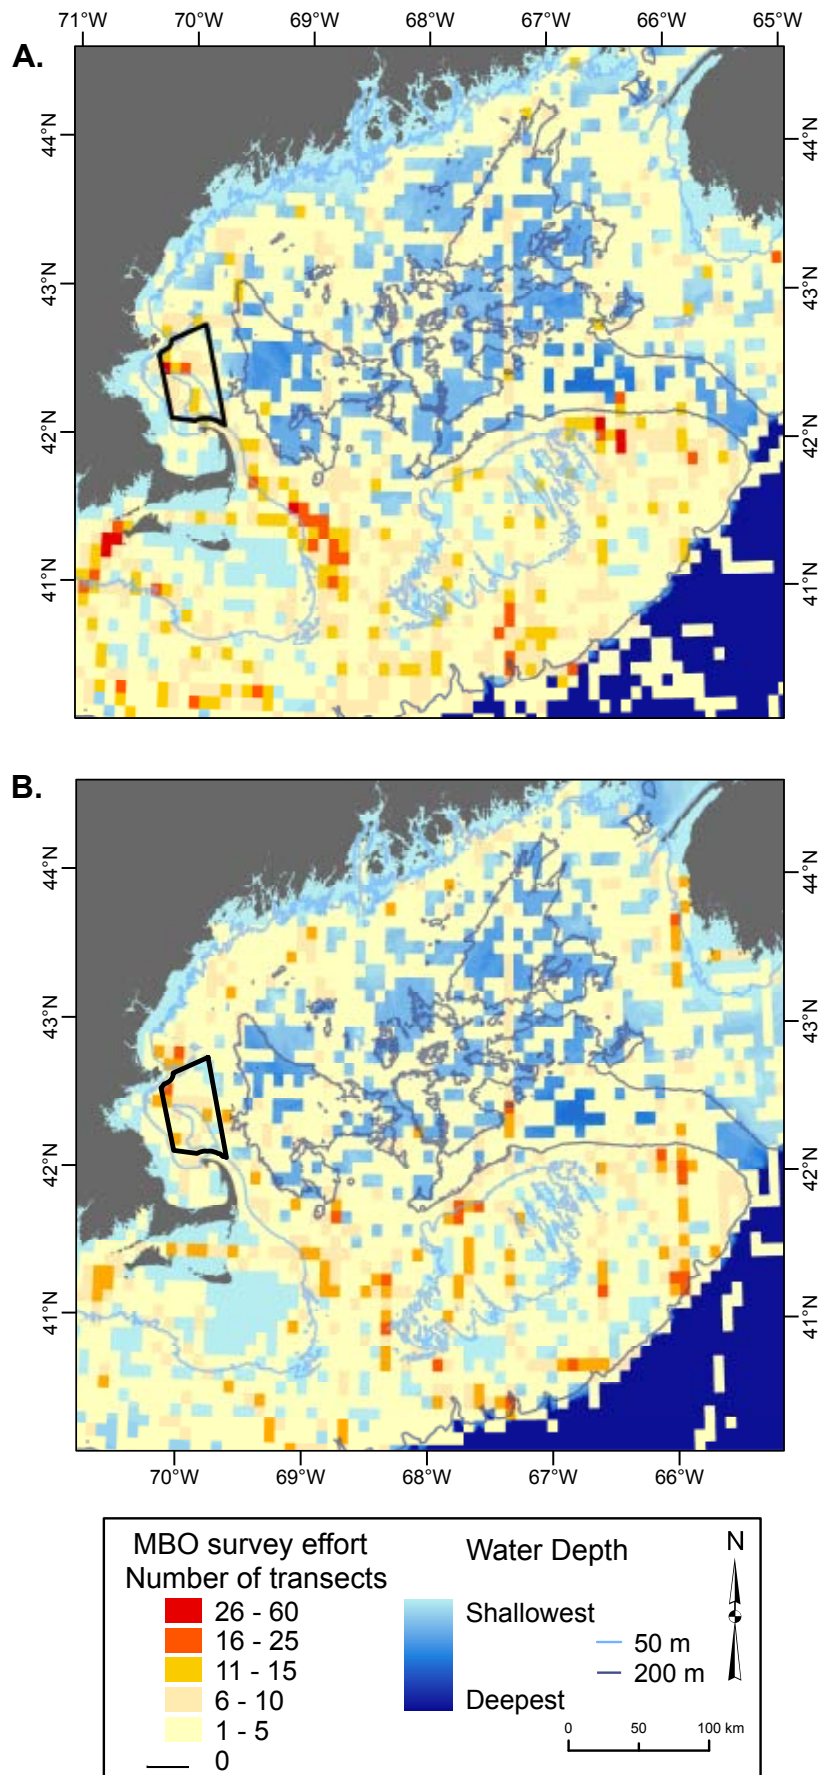 71°W 70°W 69°W 68°W 67°W 66°W 65°W
A.
44°N 44°N
43°N 43°N
42°N 42°N
41°N 41°N
B.
44°N 44°N
43°N 43°N
42°N 42°N
41°N 41°N
70°W 69°W 68°W 67°W 66°W
MBO survey effort
Number of transects
26 - 60
16 - 25
11 - 15
6 - 10
1 - 5
0
Water Depth
Shallowest
Deepest
50 m
200 m
N
0 50 100 km